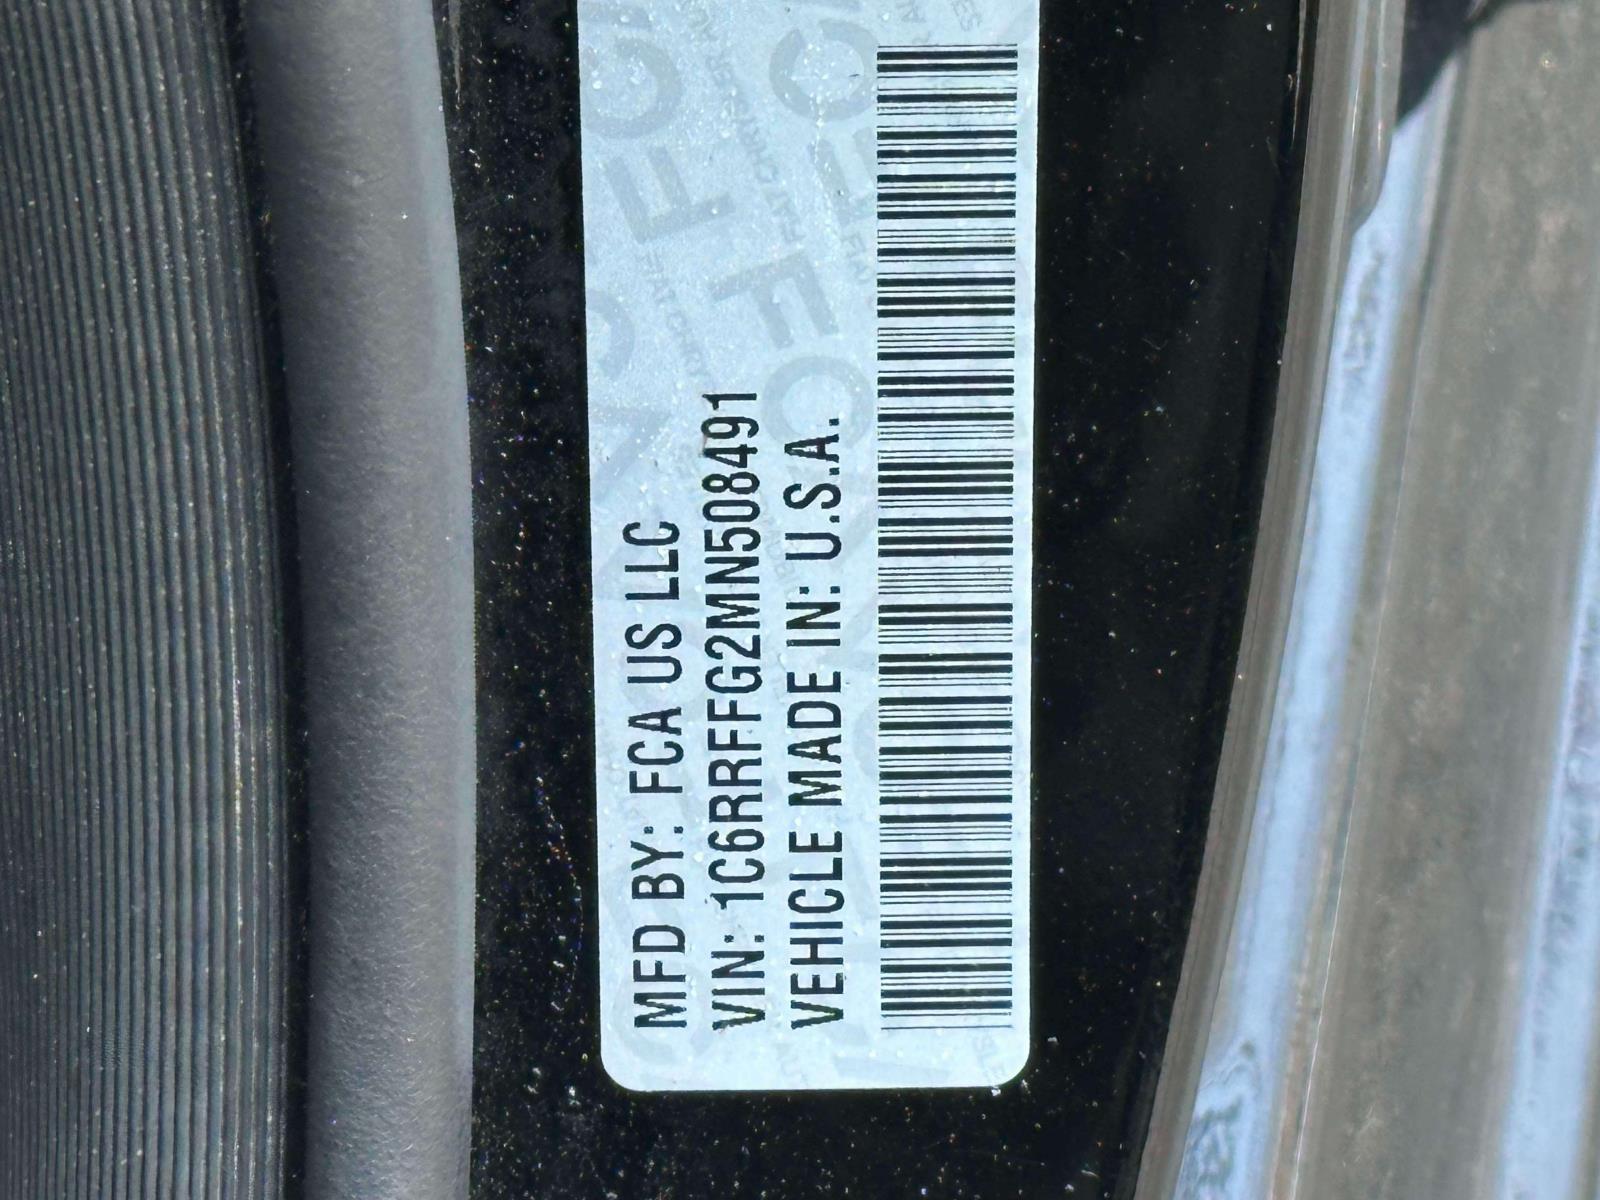 MFD BY: FCA US LLC
VIN: 1C6RRFFG2MN508491
VEHICLE MADE IN: U.S.A.